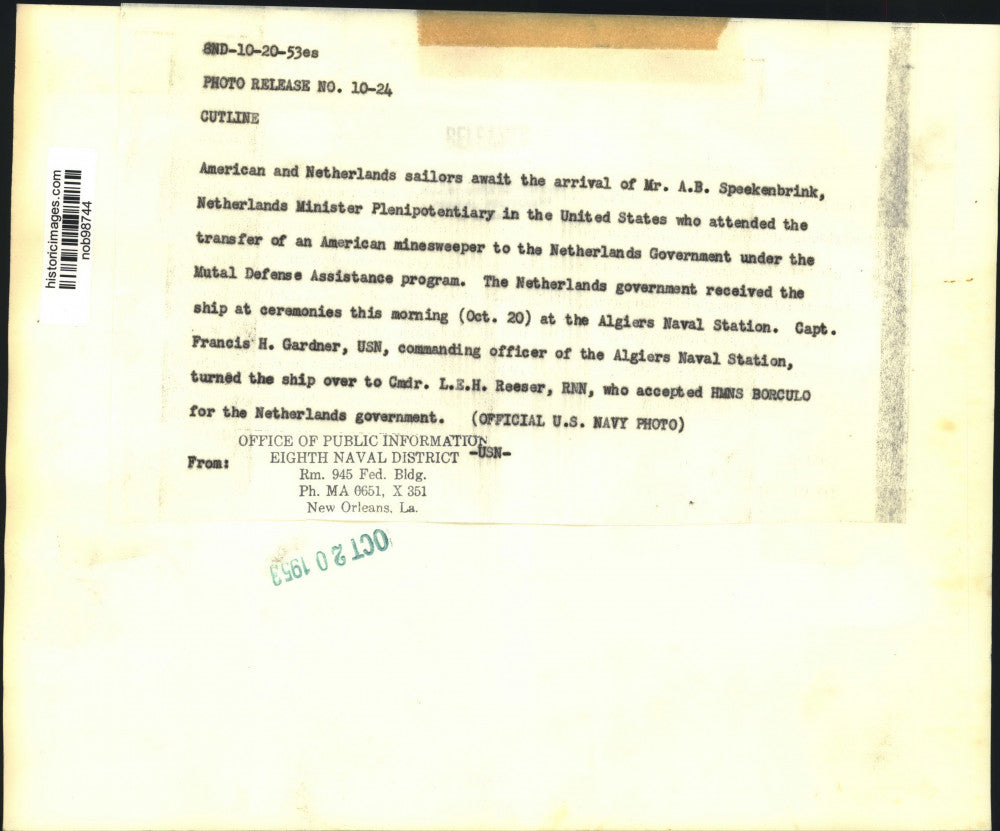 8ND-10-20-53es
PHOTO RELEASE NO. 10-24
CUTLINE
American and Netherlands sailors await the arrival of Mr. A.B. Speekenbrink,
Netherlands Minister Plenipotentiary in the United States who attended the
transfer of an American minesweeper to the Netherlands Government under the
Mutal Defense Assistance program. The Netherlands government received the
ship at ceremonies this morning (Oct. 20) at the Algiers Naval Station. Capt.
Francis H. Gardner, USN, commanding officer of the Algiers Naval Station,
turned the ship over to Cmdr. L.E.H. Reeser, RNN, who accepted HMNS BORCULO
for the Netherlands government. (OFFICIAL U.S. NAVY PHOTO)
-USN-
From:
OFFICE OF PUBLIC INFORMATION
EIGHTH NAVAL DISTRICT
Rm. 945 Fed. Bldg.
Ph. MA 0651, X 351
New Orleans, La.
OCT 20 1953
historicimages.com
nob98744